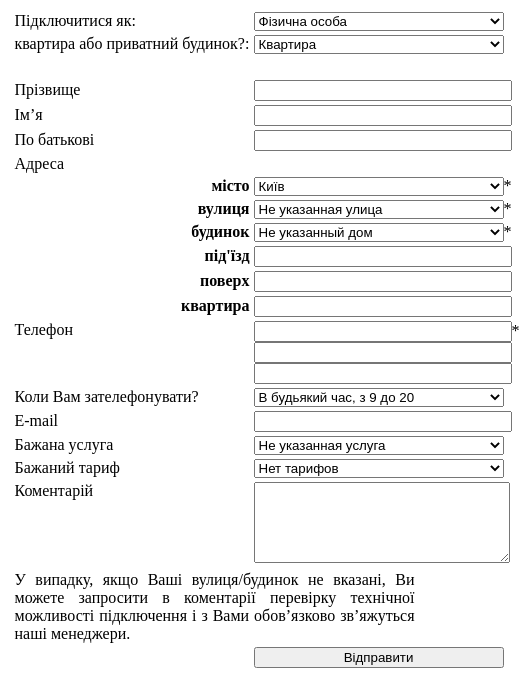 Підключитися як: Фізична особа
квартира або приватний будинок?: Квартира
Прізвище
Ім’я
По батькові
Адреса
місто Київ *
вулиця Не указанная улица *
будинок Не указанный дом *
під'їзд
поверх
квартира
Телефон *
Коли Вам зателефонувати? В будьякий час, з 9 до 20
E-mail
Бажана услуга Не указанная услуга
Бажаний тариф Нет тарифов
Коментарій
У випадку, якщо Ваші вулиця/будинок не вказані, Ви
можете запросити в коментарії перевірку технічної
можливості підключення і з Вами обов’язково зв’яжуться
наші менеджери.
Відправити